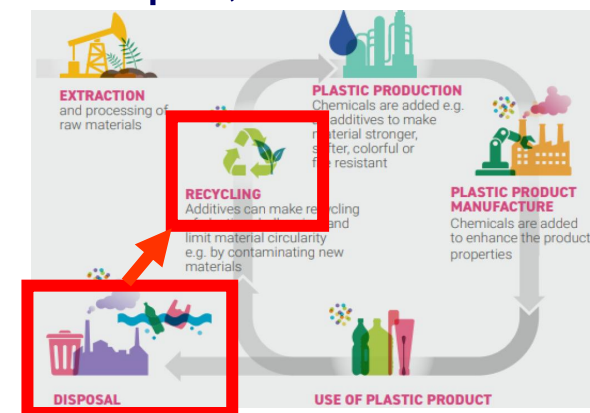 EXTRACTION
and processing of
raw materials
PLASTIC PRODUCTION
Chemicals are added e.g.
additives to make
material stronger,
colorful or
resistant
RECYCLING
Additives can make recycling
and
limit material circularity
e.g. by contaminating new
materials
PLASTIC PRODUCT
MANUFACTURE
Chemicals are added
to enhance the product
properties
DISPOSAL
USE OF PLASTIC PRODUCT